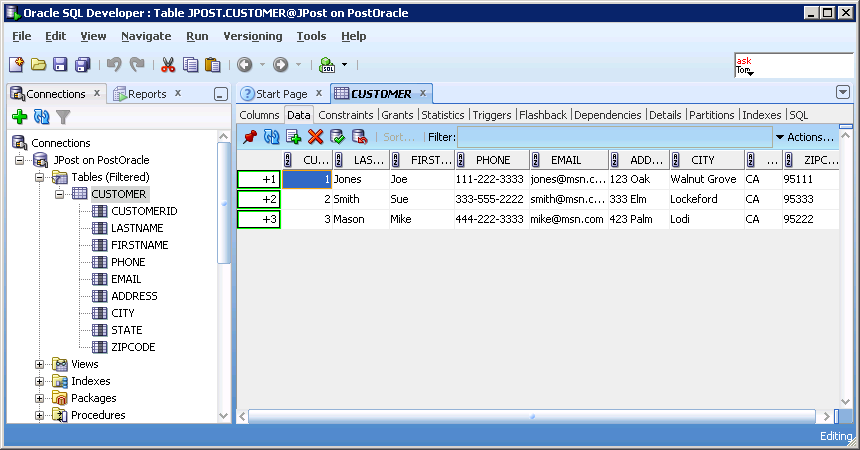 Oracle SQL Developer : Table JPOST.CUSTOMER@JPost on PostOracle
File Edit View Navigate Run Versioning Tools Help
SQL
ask
Tom
Connections x Reports x
Start Page x CUSTOMER x
Columns Data Constraints Grants Statistics Triggers Flashback Dependencies Details Partitions Indexes SQL
Sort... Filter: Actions...
Connections
JPost on PostOracle
Tables (Filtered)
CUSTOMER
CUSTOMERID
LASTNAME
FIRSTNAME
PHONE
EMAIL
ADDRESS
CITY
STATE
ZIPCODE
Views
Indexes
Packages
Procedures
CU... LAS... FIRST... PHONE EMAIL ADD... CITY ... ZIPC...
+1 1 Jones Joe 111-222-3333 jones@msn.c... 123 Oak Walnut Grove CA 95111
+2 2 Smith Sue 333-555-2222 smith@msn.c... 333 Elm Lockeford CA 95333
+3 3 Mason Mike 444-222-3333 mike@msn.com 423 Palm Lodi CA 95222
Editing